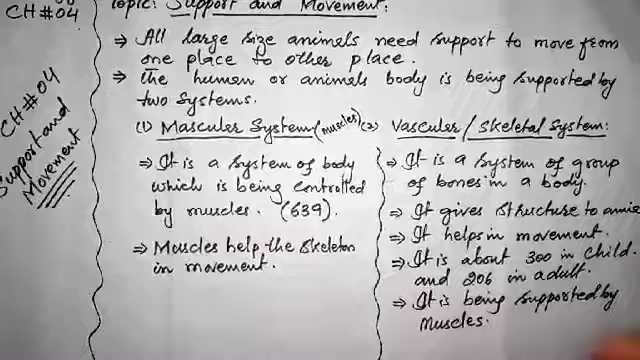 CH#04
Topic: Support and Movement:
⇒ All large size animals need support to move from
one place to other place.
⇒ The human or animals body is being supported by
two systems.
CH#04
Support and
Movement
(1) Mascular System (muscles)
⇒ It is a system of body
which is being controlled
by muscles. (639).
⇒ Muscles help the skeleton
in movement.
(2) Vascular / Skeletal System:
⇒ It is a system of group
of bones in a body.
⇒ It gives structure to
⇒ It helps in movement.
⇒ It is about 300 in child.
and 206 in adult.
⇒ It is being supported by
Muscles.